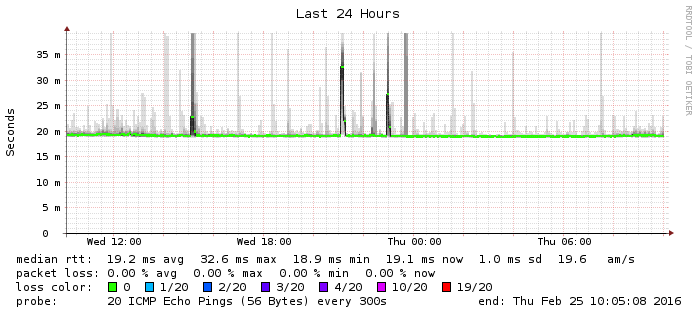 Last 24 Hours
RRDTOOL / TOBI OETIKER
Seconds
35 m
30 m
25 m
20 m
15 m
10 m
5 m
0
Wed 12:00 Wed 18:00 Thu 00:00 Thu 06:00
median rtt: 19.2 ms avg 32.6 ms max 18.9 ms min 19.1 ms now 1.0 ms sd 19.6 am/s
packet loss: 0.00 % avg 0.00 % max 0.00 % min 0.00 % now
loss color: 0 1/20 2/20 3/20 4/20 10/20 19/20
probe: 20 ICMP Echo Pings (56 Bytes) every 300s end: Thu Feb 25 10:05:08 2016